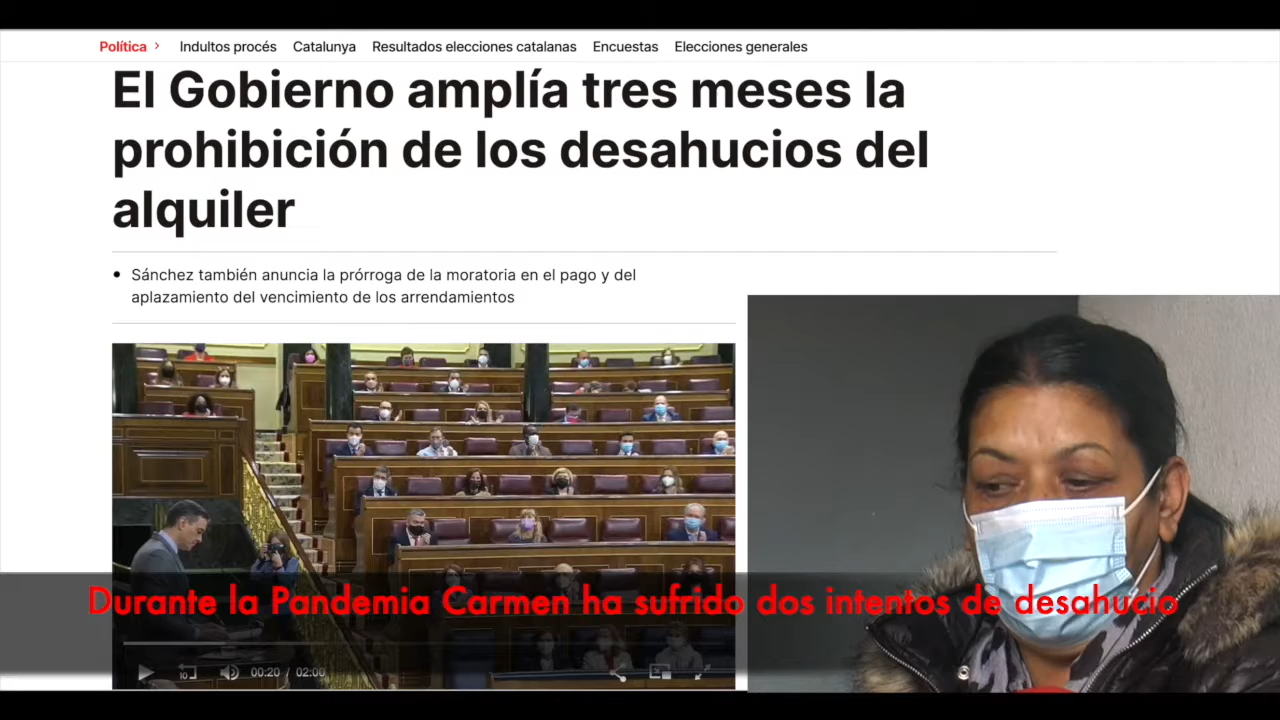 Política > Indultos procés Catalunya Resultados elecciones catalanas Encuestas Elecciones generales
El Gobierno amplía tres meses la
prohibición de los desahucios del
alquiler
• Sánchez también anuncia la prórroga de la moratoria en el pago y del
aplazamiento del vencimiento de los arrendamientos
Durante la Pandemia Carmen ha sufrido dos intentos de desahucio
10 00:20 / 02:00